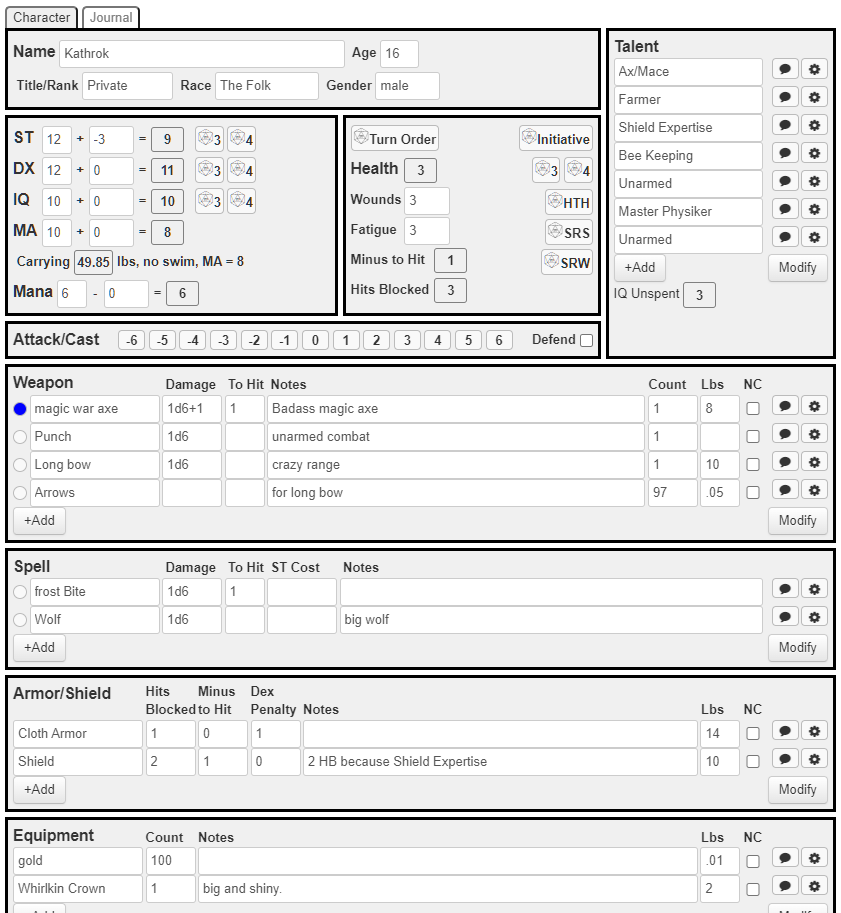 Character Journal
Name Kathrok Age 16
Title/Rank Private Race The Folk Gender male
Talent
Ax/Mace
Farmer
Shield Expertise
Bee Keeping
Unarmed
Master Physiker
Unarmed
+Add Modify
IQ Unspent 3
ST 12 + -3 = 9 3 4
DX 12 + 0 = 11 3 4
IQ 10 + 0 = 10 3 4
MA 10 + 0 = 8
Carrying 49.85 lbs, no swim, MA = 8
Mana 6 - 0 = 6
Turn Order Initiative
Health 3 3 4
Wounds 3 HTH
Fatigue 3 SRS
Minus to Hit 1 SRW
Hits Blocked 3
Attack/Cast -6 -5 -4 -3 -2 -1 0 1 2 3 4 5 6 Defend
Weapon Damage To Hit Notes Count Lbs NC
magic war axe 1d6+1 1 Badass magic axe 1 8
Punch 1d6 unarmed combat 1
Long bow 1d6 crazy range 1 10
Arrows for long bow 97 .05
+Add Modify
Spell Damage To Hit ST Cost Notes
frost Bite 1d6 1
Wolf 1d6 big wolf
+Add Modify
Armor/Shield Hits Minus Dex
Blocked to Hit Penalty Notes Lbs NC
Cloth Armor 1 0 1 14
Shield 2 1 0 2 HB because Shield Expertise 10
+Add Modify
Equipment Count Notes Lbs NC
gold 100 .01
Whirlkin Crown 1 big and shiny. 2
+Add Modify